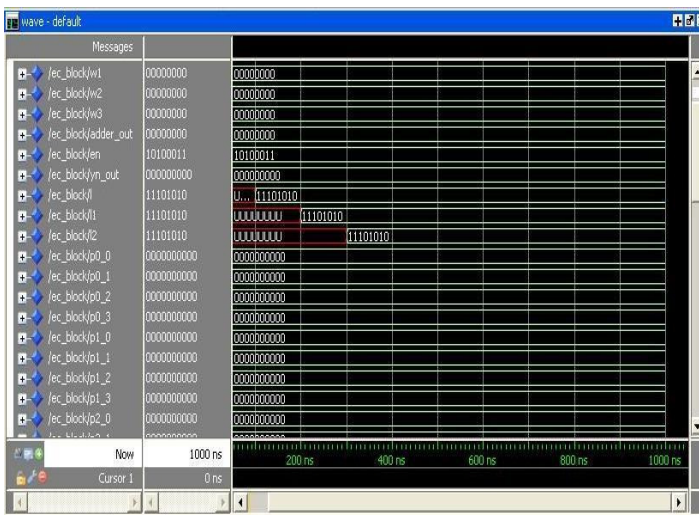 wave - default
Messages
/ec_block/w1 00000000 00000000
/ec_block/w2 00000000 00000000
/ec_block/w3 00000000 00000000
/ec_block/adder_out 00000000 00000000
/ec_block/en 10100011 10100011
/ec_block/yn_out 000000000 000000000
/ec_block/l 11101010 U... 11101010
/ec_block/l1 11101010 UUUUUUUU 11101010
/ec_block/l2 11101010 UUUUUUUU 11101010
/ec_block/p0_0 0000000000 0000000000
/ec_block/p0_1 0000000000 0000000000
/ec_block/p0_2 0000000000 0000000000
/ec_block/p0_3 0000000000 0000000000
/ec_block/p1_0 0000000000 0000000000
/ec_block/p1_1 0000000000 0000000000
/ec_block/p1_2 0000000000 0000000000
/ec_block/p1_3 0000000000 0000000000
/ec_block/p2_0 0000000000 0000000000
Now 1000 ns 200 ns 400 ns 600 ns 800 ns 1000 ns
Cursor 1 0 ns